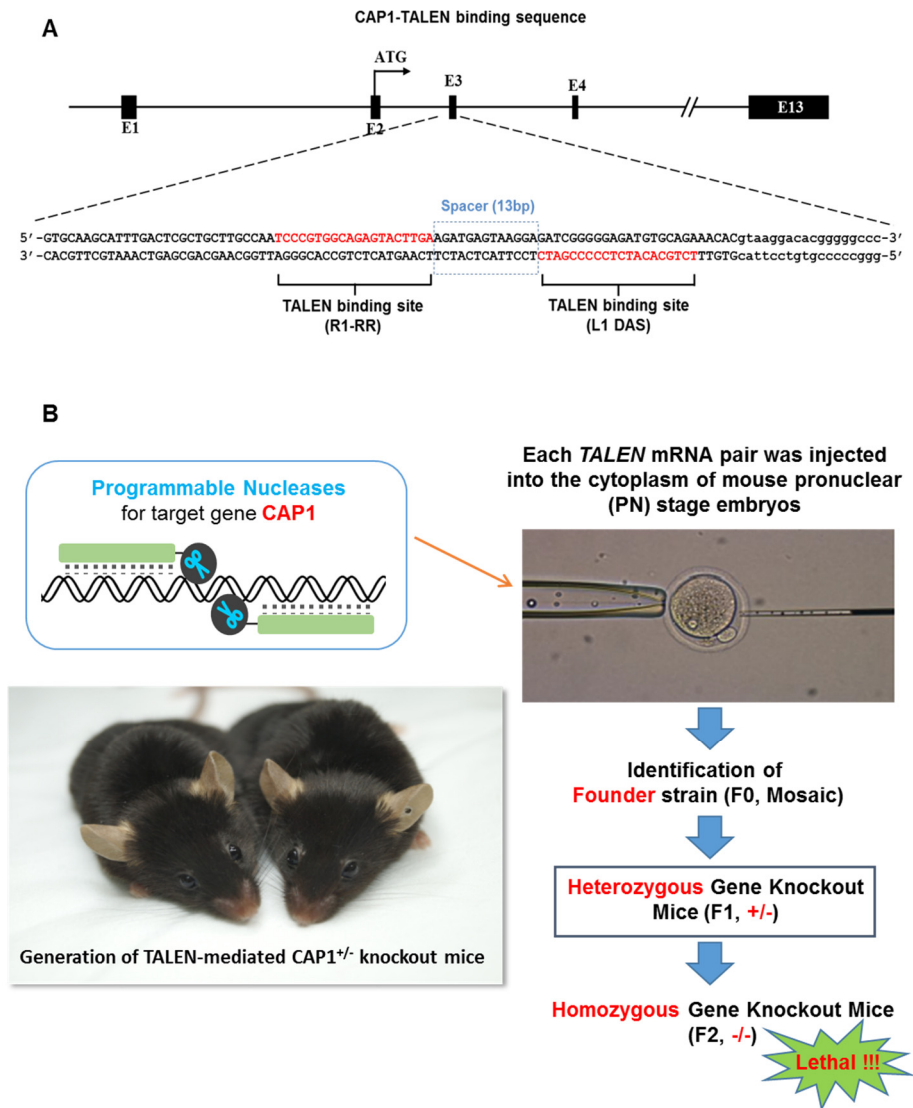 A
CAP1-TALEN binding sequence
ATG
E1
E2
E3
E4
E13
Spacer (13bp)
5′-GTGCAAGCATTTGACTCGCTGCTTGCCAATCCCGTGGCAGAGTACTTGAAGATGAGTAAGGAGATCGGGGGAGATGTGCAGAAACACgtaaggacacgggggccc-3′
3′-CACGTTCGTAAACTGAGCGACGAACGGTTAGGGCACCGTCTCATGAACTTCTACTCATTCCTCTAGCCCCCTCTACACGTCTTTGTGcattcctgtgcccccggg-5′
TALEN binding site
(R1-RR)
TALEN binding site
(L1 DAS)
B
Programmable Nucleases
for target gene CAP1
Each TALEN mRNA pair was injected
into the cytoplasm of mouse pronuclear
(PN) stage embryos
Identification of
Founder strain (F0, Mosaic)
Heterozygous Gene Knockout
Mice (F1, +/-)
Homozygous Gene Knockout Mice
(F2, -/-)
Lethal !!!
Generation of TALEN-mediated CAP1+/- knockout mice